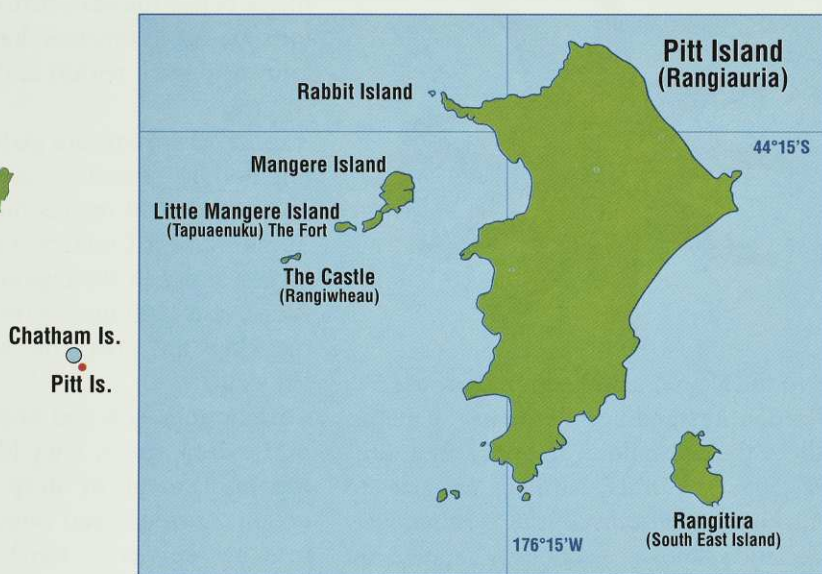 Pitt Island
(Rangiauria)
Rabbit Island
44°15'S
Mangere Island
Little Mangere Island
(Tapuaenuku) The Fort
The Castle
(Rangiwheau)
Chatham Is.
Pitt Is.
Rangitira
(South East Island)
176°15'W